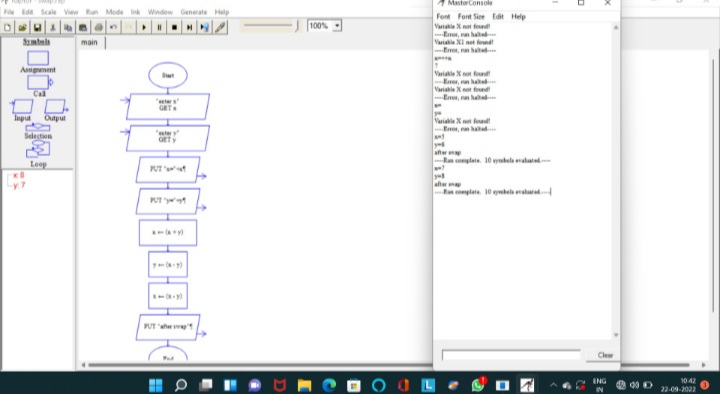 Raptor - swap.rap
File Edit Scale View Run Mode Ink Window Generate Help
100%
Symbols
Assignment
Call
Input Output
Selection
Loop
x: 8
y: 7
main
Start
"enter x"
GET x
"enter y"
GET y
PUT "x="+x¶
PUT "y="+y¶
x ← (x + y)
y ← (x - y)
x ← (x - y)
PUT "after swap"¶
End
MasterConsole
Font Font Size Edit Help
Variable X not found!
----Error, run halted----
Variable X1 not found!
----Error, run halted----
?
Variable X not found!
----Error, run halted----
Variable X not found!
----Error, run halted----
x=
y=
Variable X not found!
----Error, run halted----
x=5
y=6
after swap
----Run complete. 10 symbols evaluated.----
x=7
y=8
after swap
----Run complete. 10 symbols evaluated.----
Clear
ENG
IN
10:42
22-09-2022